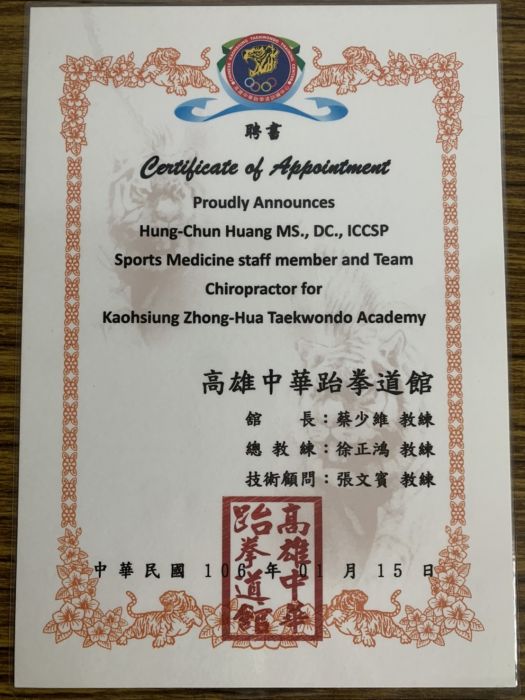 聘書
Certificate of Appointment
Proudly Announces
Hung-Chun Huang MS., DC., ICCSP
Sports Medicine staff member and Team
Chiropractor for
Kaohsiung Zhong-Hua Taekwondo Academy
高雄中華跆拳道館
館 長：蔡少維 教練
總教練：徐正鴻 教練
技術顧問：張文賓 教練
高雄中華
跆拳道館
中華民國 106 年 01 月 15 日